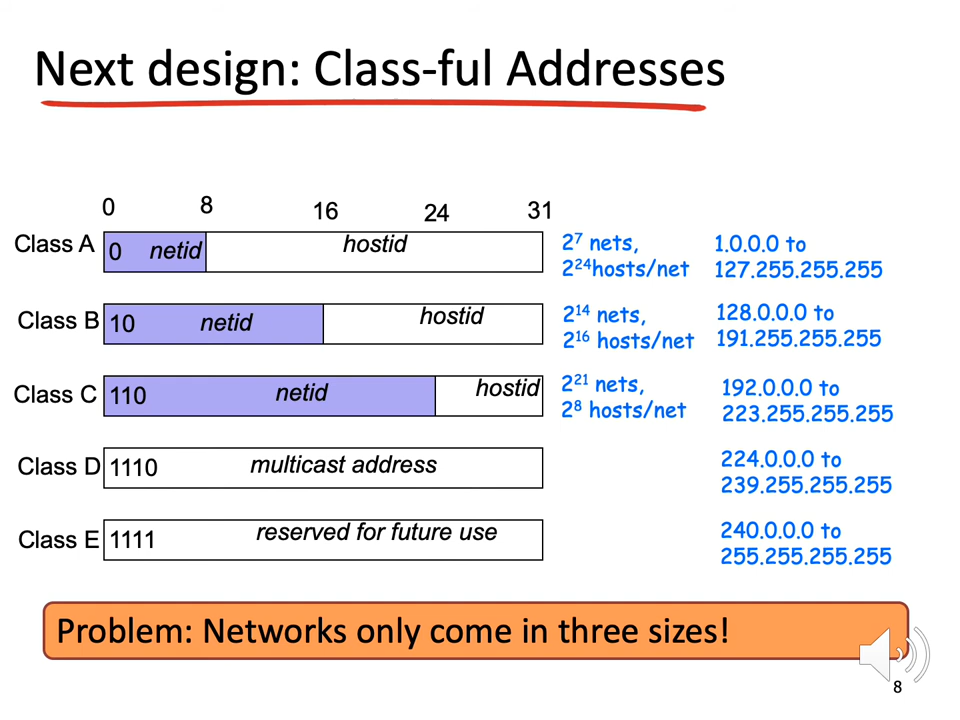 Next design: Class-ful Addresses
0 8 16 24 31
Class A 0 netid hostid 2⁷ nets, 1.0.0.0 to
2²⁴hosts/net 127.255.255.255
Class B 10 netid hostid 2¹⁴ nets, 128.0.0.0 to
2¹⁶ hosts/net 191.255.255.255
Class C 110 netid hostid 2²¹ nets, 192.0.0.0 to
2⁸ hosts/net 223.255.255.255
Class D 1110 multicast address 224.0.0.0 to
239.255.255.255
Class E 1111 reserved for future use 240.0.0.0 to
255.255.255.255
Problem: Networks only come in three sizes!
8